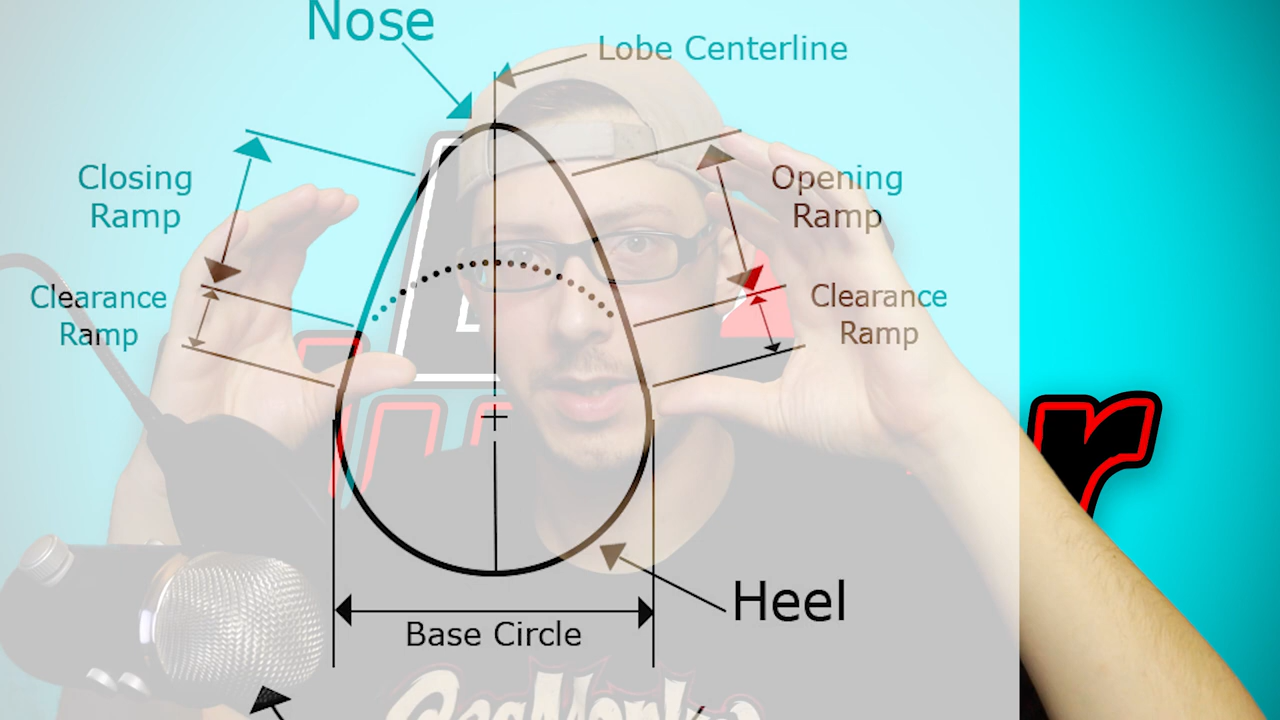 Nose
Lobe Centerline
Closing
Ramp
Opening
Ramp
Clearance
Ramp
Clearance
Ramp
Heel
Base Circle
r